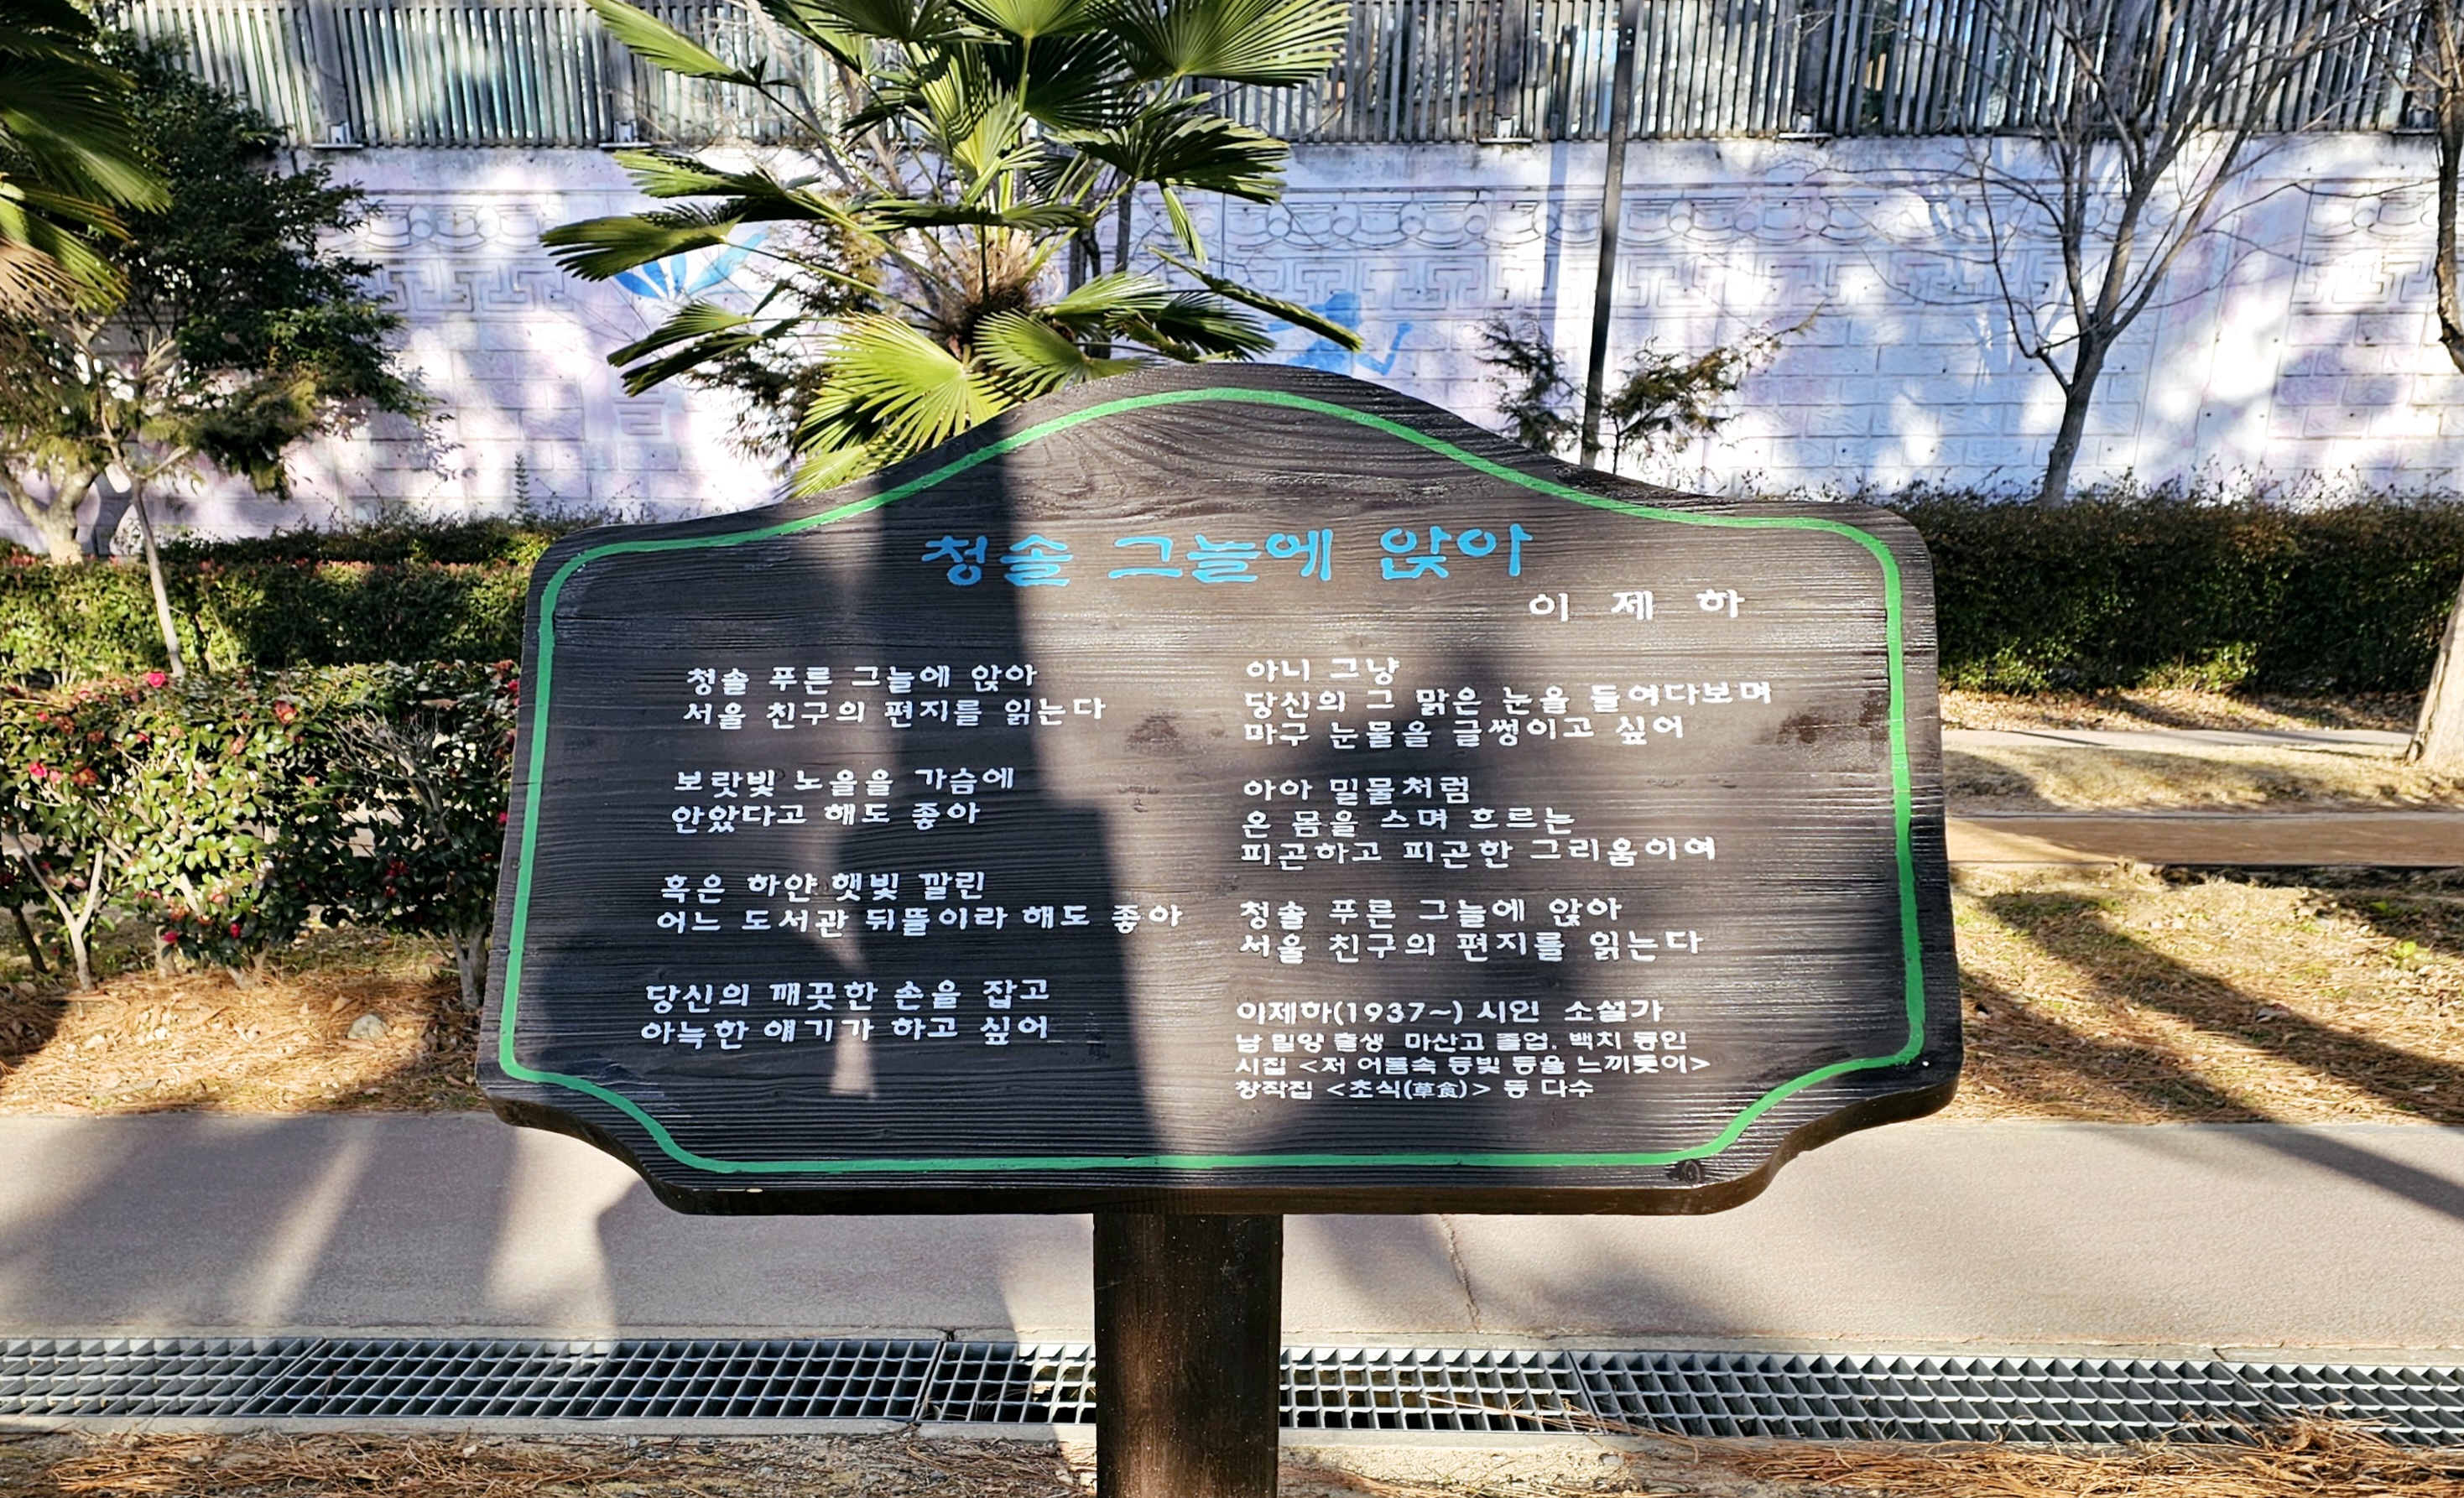 청솔 그늘에 앉아
이 제 하
청솔 푸른 그늘에 앉아
서울 친구의 편지를 읽는다
보랏빛 노을을 가슴에
안았다고 해도 좋아
혹은 하얀 햇빛 깔린
어느 도서관 뒤뜰이라 해도 좋아
당신의 깨끗한 손을 잡고
아늑한 얘기가 하고 싶어
아니 그냥
당신의 그 맑은 눈을 들여다보며
마구 눈물을 글썽이고 싶어
아아 밀물처럼
온 몸을 스며 흐르는
피곤하고 피곤한 그리움이여
청솔 푸른 그늘에 앉아
서울 친구의 편지를 읽는다
이제하(1937~) 시인 소설가
남 밀양 출생 마산고 졸업. 백치 동인
시집 <저 어둠속 등빛 등을 느끼듯이>
창작집 <초식(草食)> 등 다수